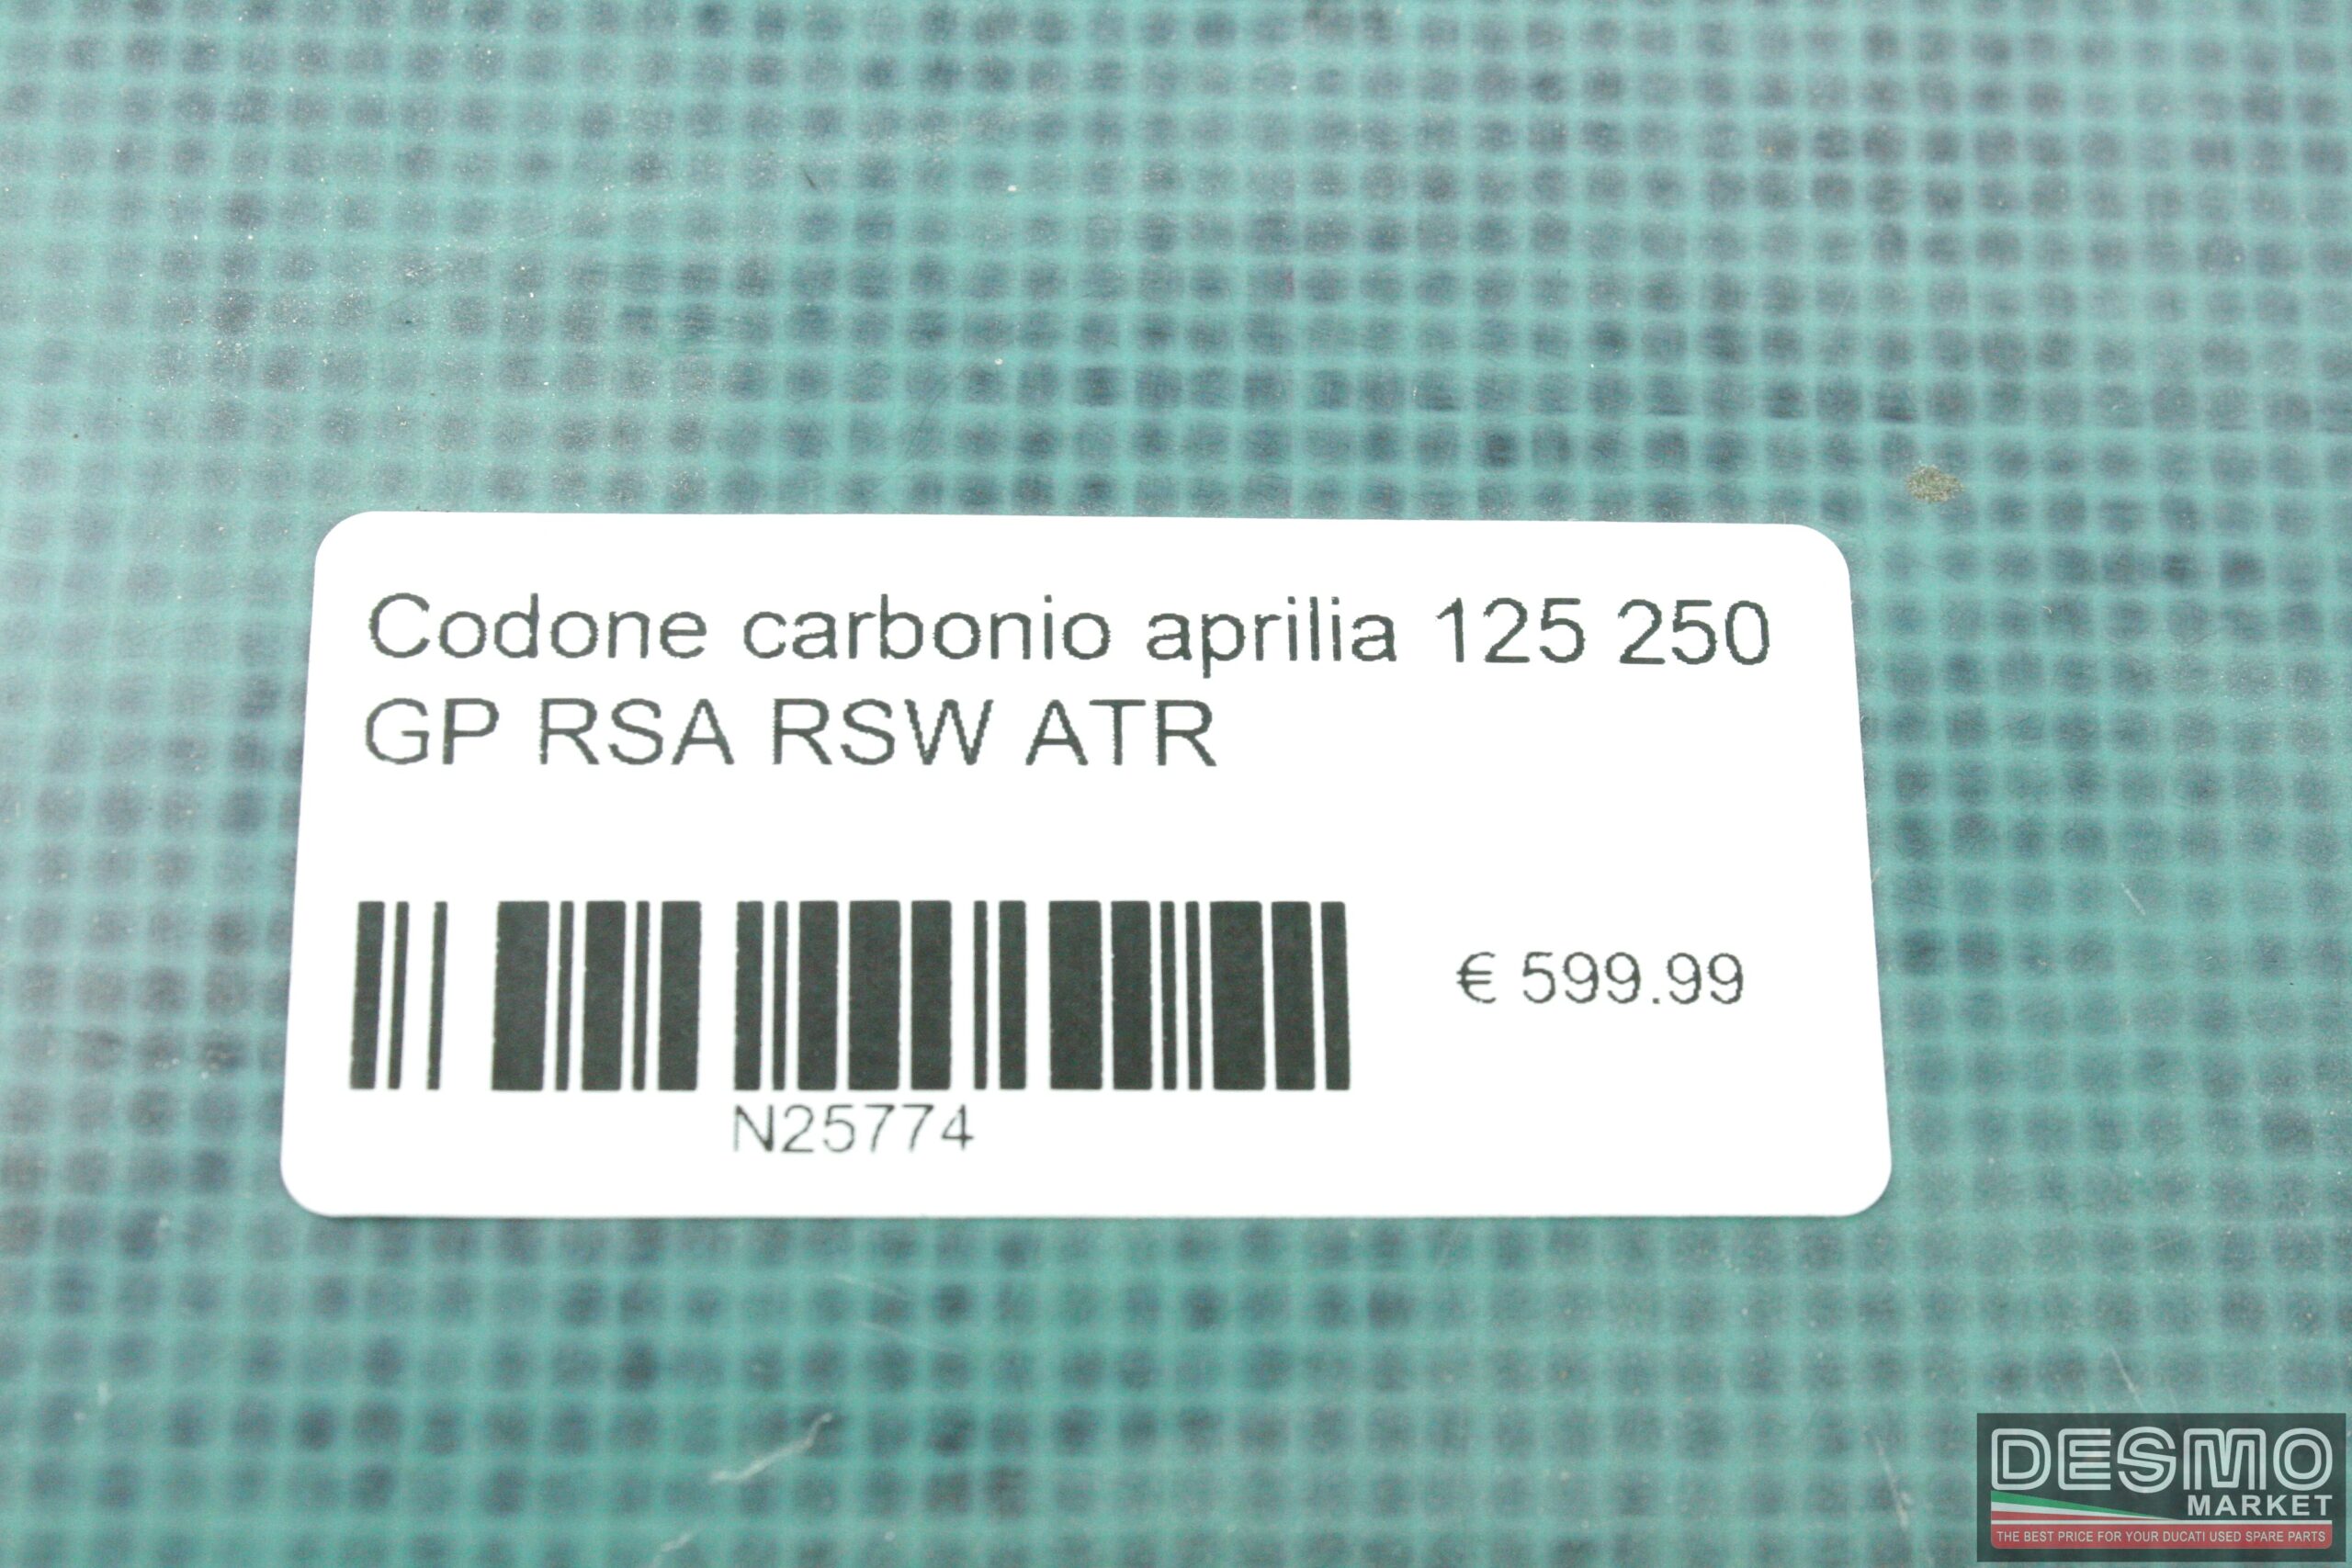 Codone carbonio aprilia 125 250
GP RSA RSW ATR
€ 599.99
N25774
DESMO
MARKET
THE BEST PRICE FOR YOUR DUCATI USED SPARE PARTS